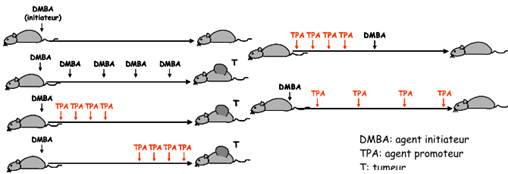 DMBA
(initiateur)
DMBA
DMBA DMBA DMBA DMBA
T
DMBA
TPA TPA TPA TPA
T
DMBA
TPA TPA TPA TPA
T
TPA TPA TPA TPA DMBA
DMBA
TPA TPA TPA TPA
DMBA: agent initiateur
TPA: agent promoteur
T: tumeur